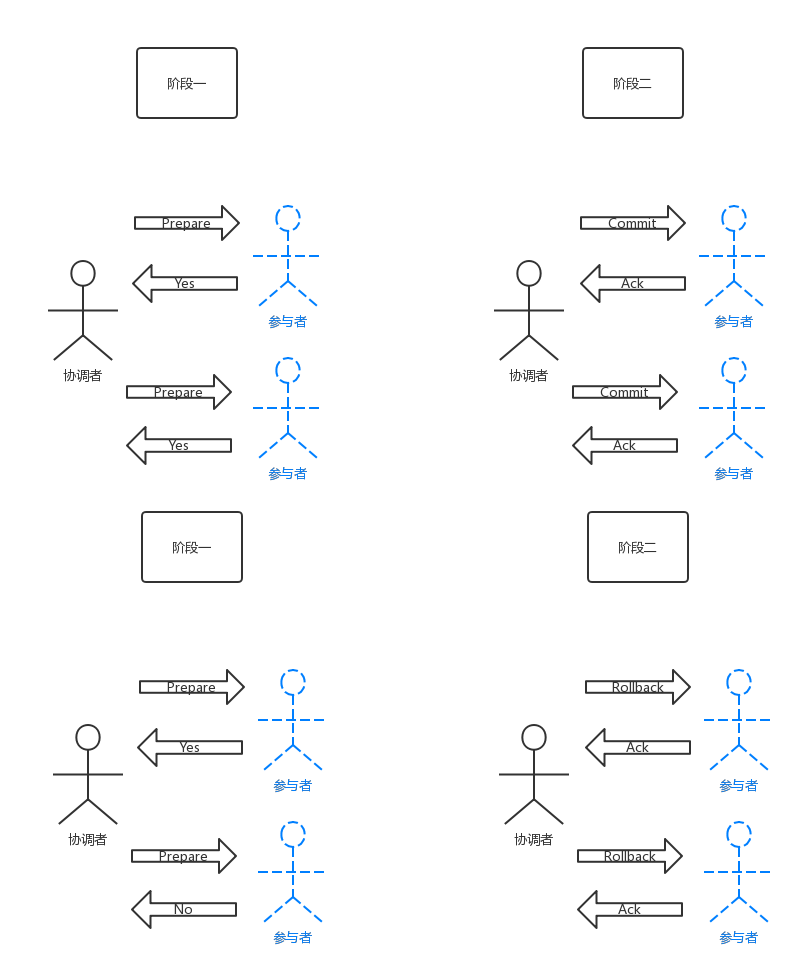 阶段一
阶段二
Prepare
Commit
Yes
Ack
参与者
参与者
协调者
协调者
Prepare
Commit
Yes
Ack
参与者
参与者
阶段一
阶段二
Prepare
Rollback
Yes
Ack
参与者
参与者
协调者
协调者
Prepare
Rollback
No
Ack
参与者
参与者